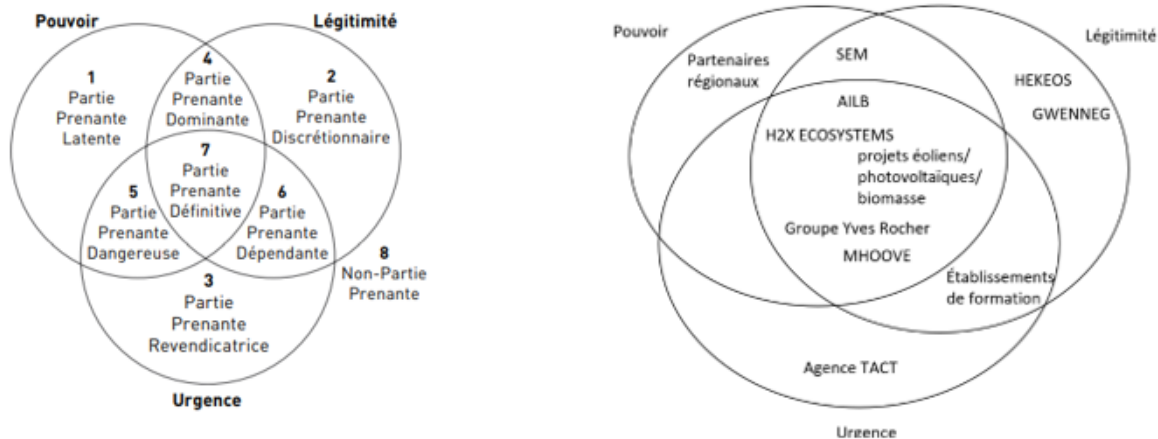 Pouvoir
Légitimité
1
Partie
Prenante
Latente
4
Partie
Prenante
Dominante
2
Partie
Prenante
Discrétionnaire
7
Partie
Prenante
Définitive
5
Partie
Prenante
Dangereuse
6
Partie
Prenante
Dépendante
8
Non-Partie
Prenante
3
Partie
Prenante
Revendicatrice
Urgence
Pouvoir
Légitimité
Partenaires
régionaux
SEM
HEKEOS
GWENNEG
AILB
H2X ECOSYSTEMS
projets éoliens/
photovoltaïques/
biomasse
Groupe Yves Rocher
MHOOVE
Établissements
de formation
Agence TACT
Urgence